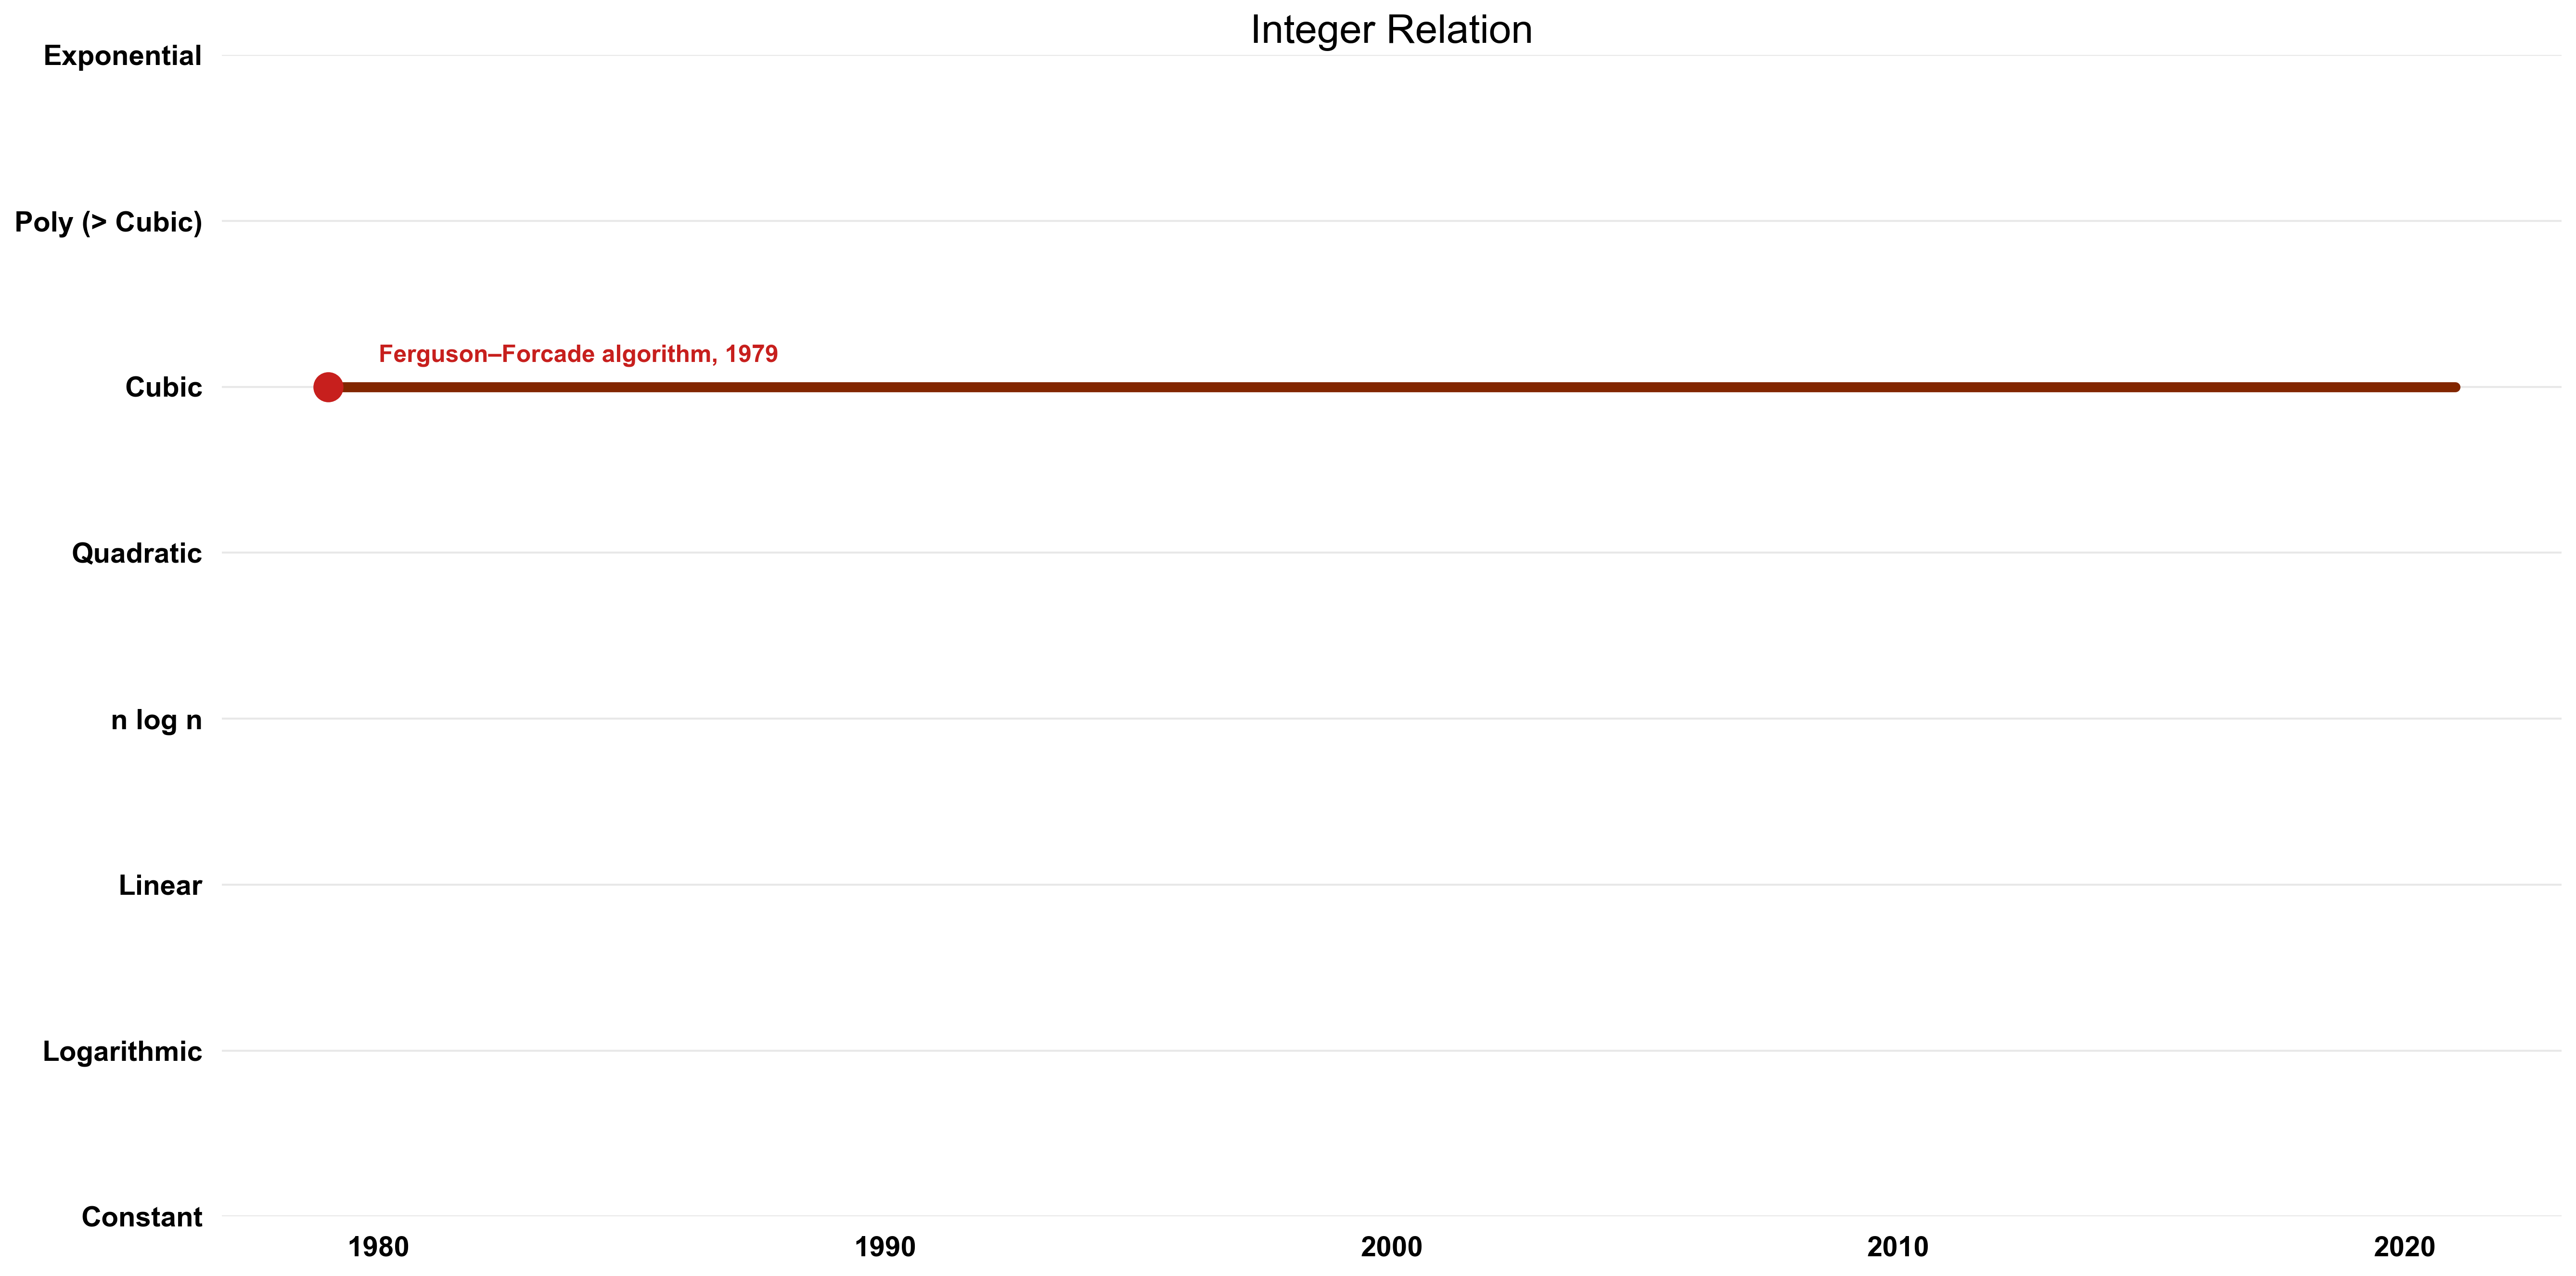 Integer Relation
Exponential
Poly (> Cubic)
Ferguson–Forcade algorithm, 1979
Cubic
Quadratic
n log n
Linear
Logarithmic
Constant
1980 1990 2000 2010 2020